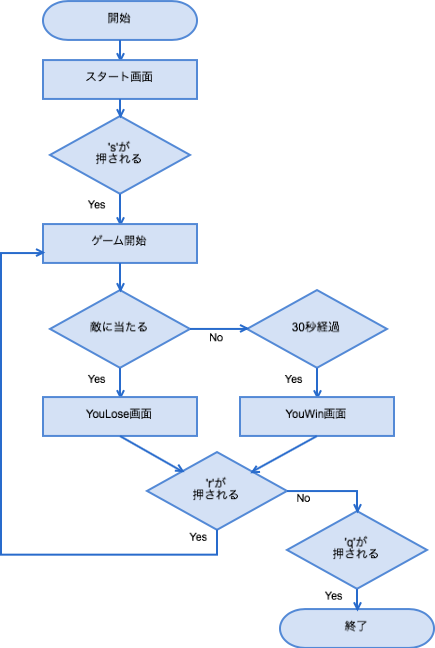 開始
スタート画面
's'が
押される
Yes
ゲーム開始
敵に当たる
No
30秒経過
Yes
Yes
YouLose画面
YouWin画面
'r'が
押される
No
Yes
'q'が
押される
Yes
終了